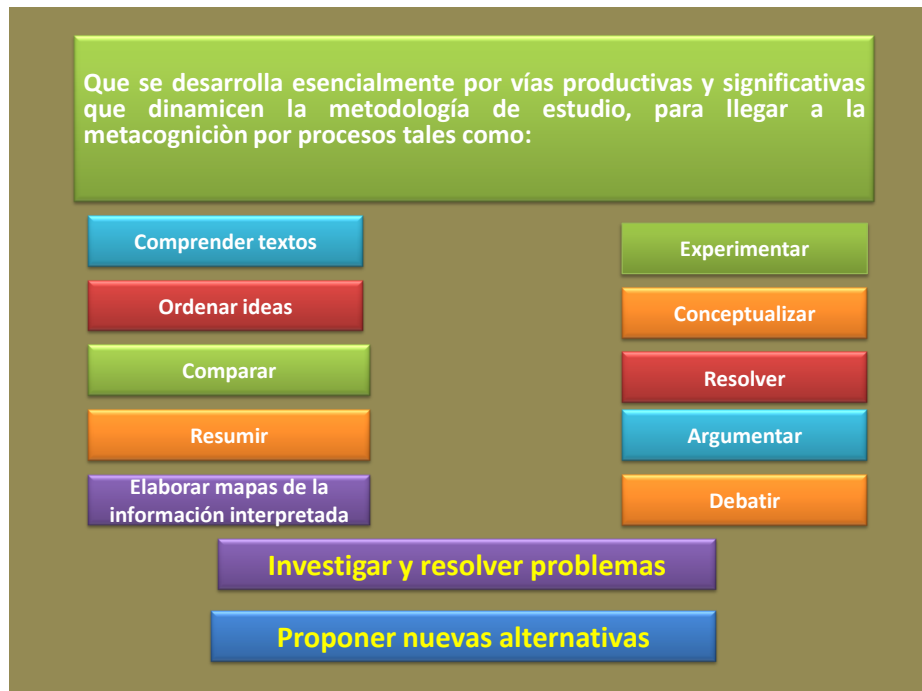 Que se desarrolla esencialmente por vías productivas y significativas
que dinamicen la metodología de estudio, para llegar a la
metacogniciòn por procesos tales como:
Comprender textos
Ordenar ideas
Comparar
Resumir
Elaborar mapas de la
información interpretada
Experimentar
Conceptualizar
Resolver
Argumentar
Debatir
Investigar y resolver problemas
Proponer nuevas alternativas